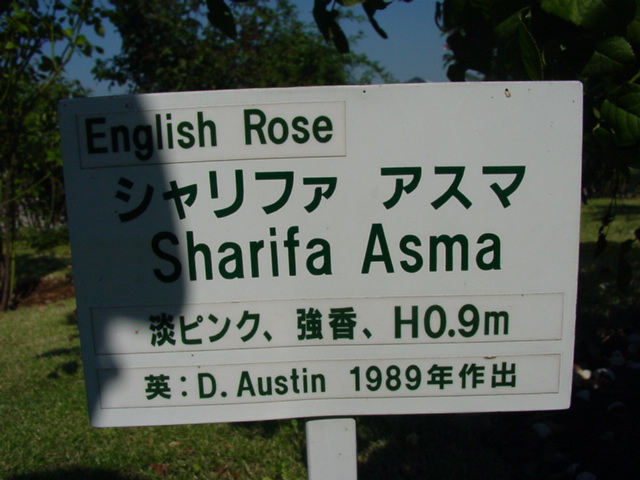 English Rose
シャリファ アスマ
Sharifa Asma
淡ピンク、強香、H0.9m
英:D.Austin 1989年作出